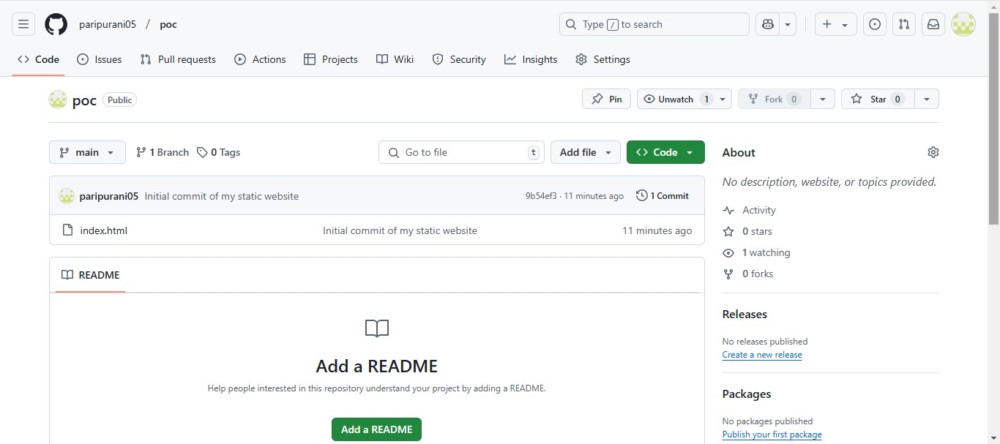 paripurani05 / poc
Type / to search
Code Issues Pull requests Actions Projects Wiki Security Insights Settings
poc Public
Pin Unwatch 1 Fork 0 Star 0
main 1 Branch 0 Tags Go to file t Add file Code
About
No description, website, or topics provided.
paripurani05 Initial commit of my static website 9b54ef3 · 11 minutes ago 1 Commit
index.html Initial commit of my static website 11 minutes ago
Activity
0 stars
1 watching
0 forks
README
Add a README
Help people interested in this repository understand your project by adding a README.
Add a README
Releases
No releases published
Create a new release
Packages
No packages published
Publish your first package